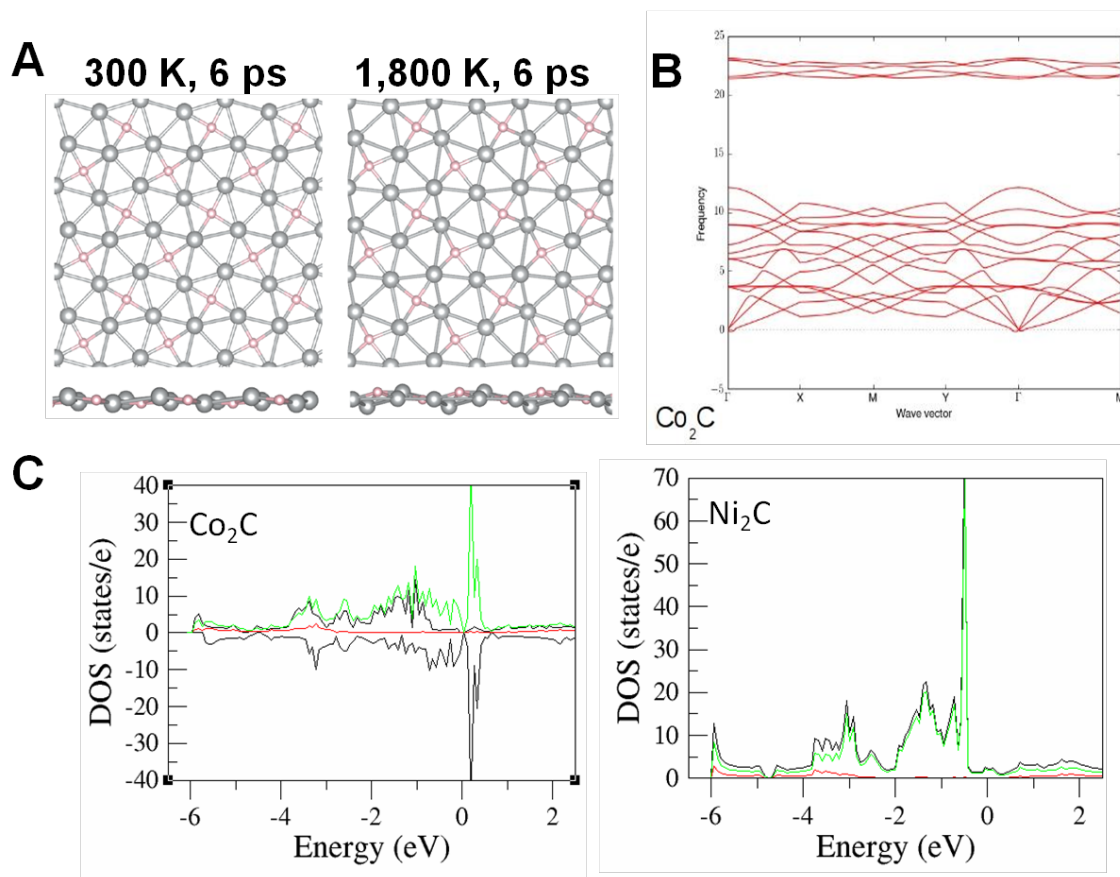 A
300 K, 6 ps
1,800 K, 6 ps
B
25
20
15
10
5
0
−5
Frequency
Γ
X
M
Y
Γ
M
Wave vector
Co₂C
C
40
30
20
10
0
-10
-20
-30
-40
DOS (states/e)
Co₂C
-6
-4
-2
0
2
Energy (eV)
70
60
50
40
30
20
10
0
DOS (states/e)
Ni₂C
-6
-4
-2
0
2
Energy (eV)